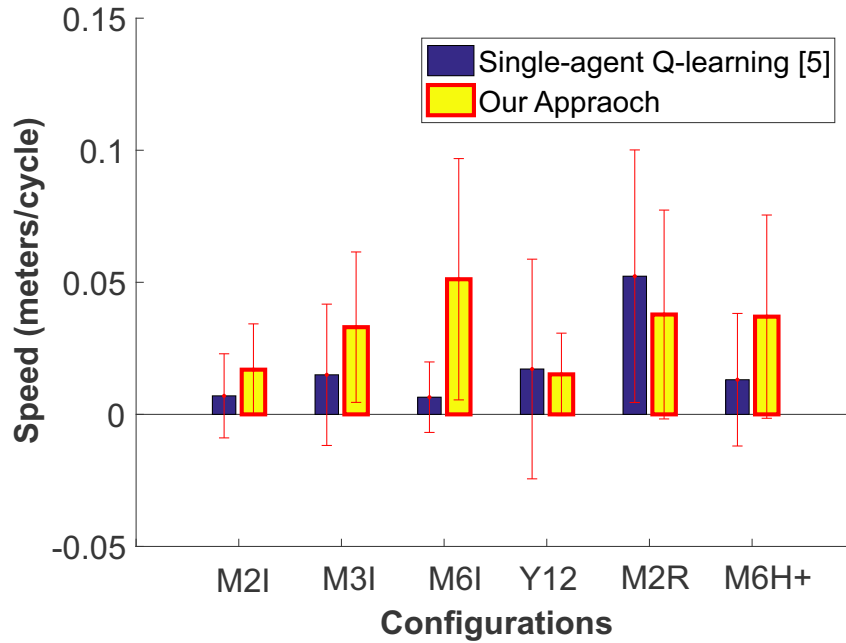 0.15
Single-agent Q-learning [5]
Our Appraoch
0.1
0.05
0
-0.05
Speed (meters/cycle)
M2I M3I M6I Y12 M2R M6H+
Configurations